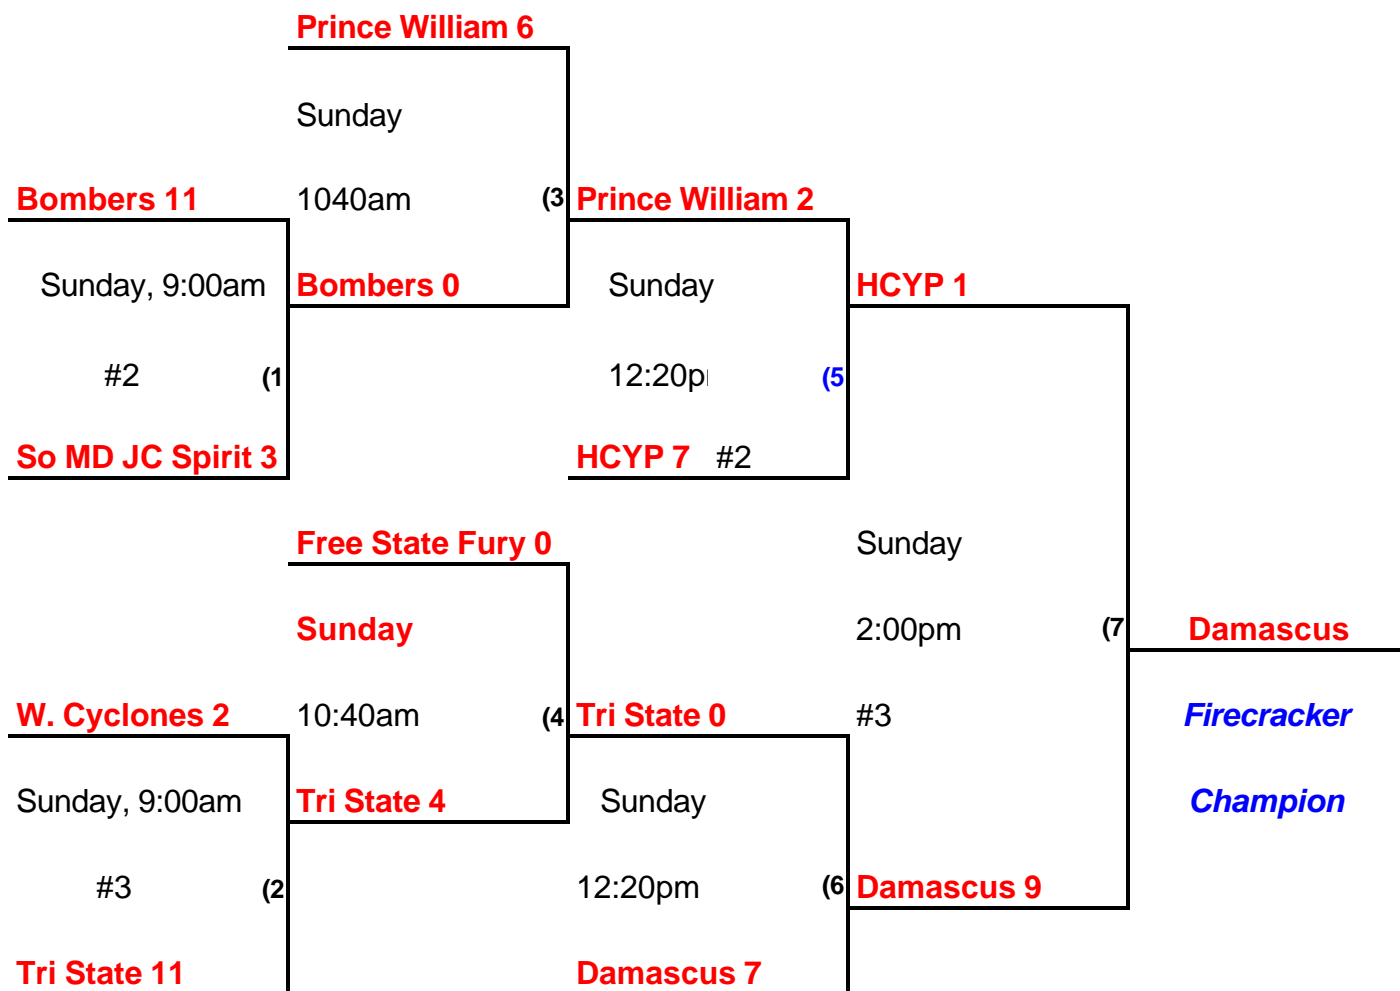 Prince William 6
Sunday
Bombers 11 1040am (3 Prince William 2
Sunday, 9:00am Bombers 0 Sunday HCYP 1
#2 (1 12:20p (5
So MD JC Spirit 3 HCYP 7 #2
Free State Fury 0 Sunday
Sunday 2:00pm (7 Damascus
W. Cyclones 2 10:40am (4 Tri State 0 #3 Firecracker
Sunday, 9:00am Tri State 4 Sunday Champion
#3 (2 12:20pm (6 Damascus 9
Tri State 11 Damascus 7